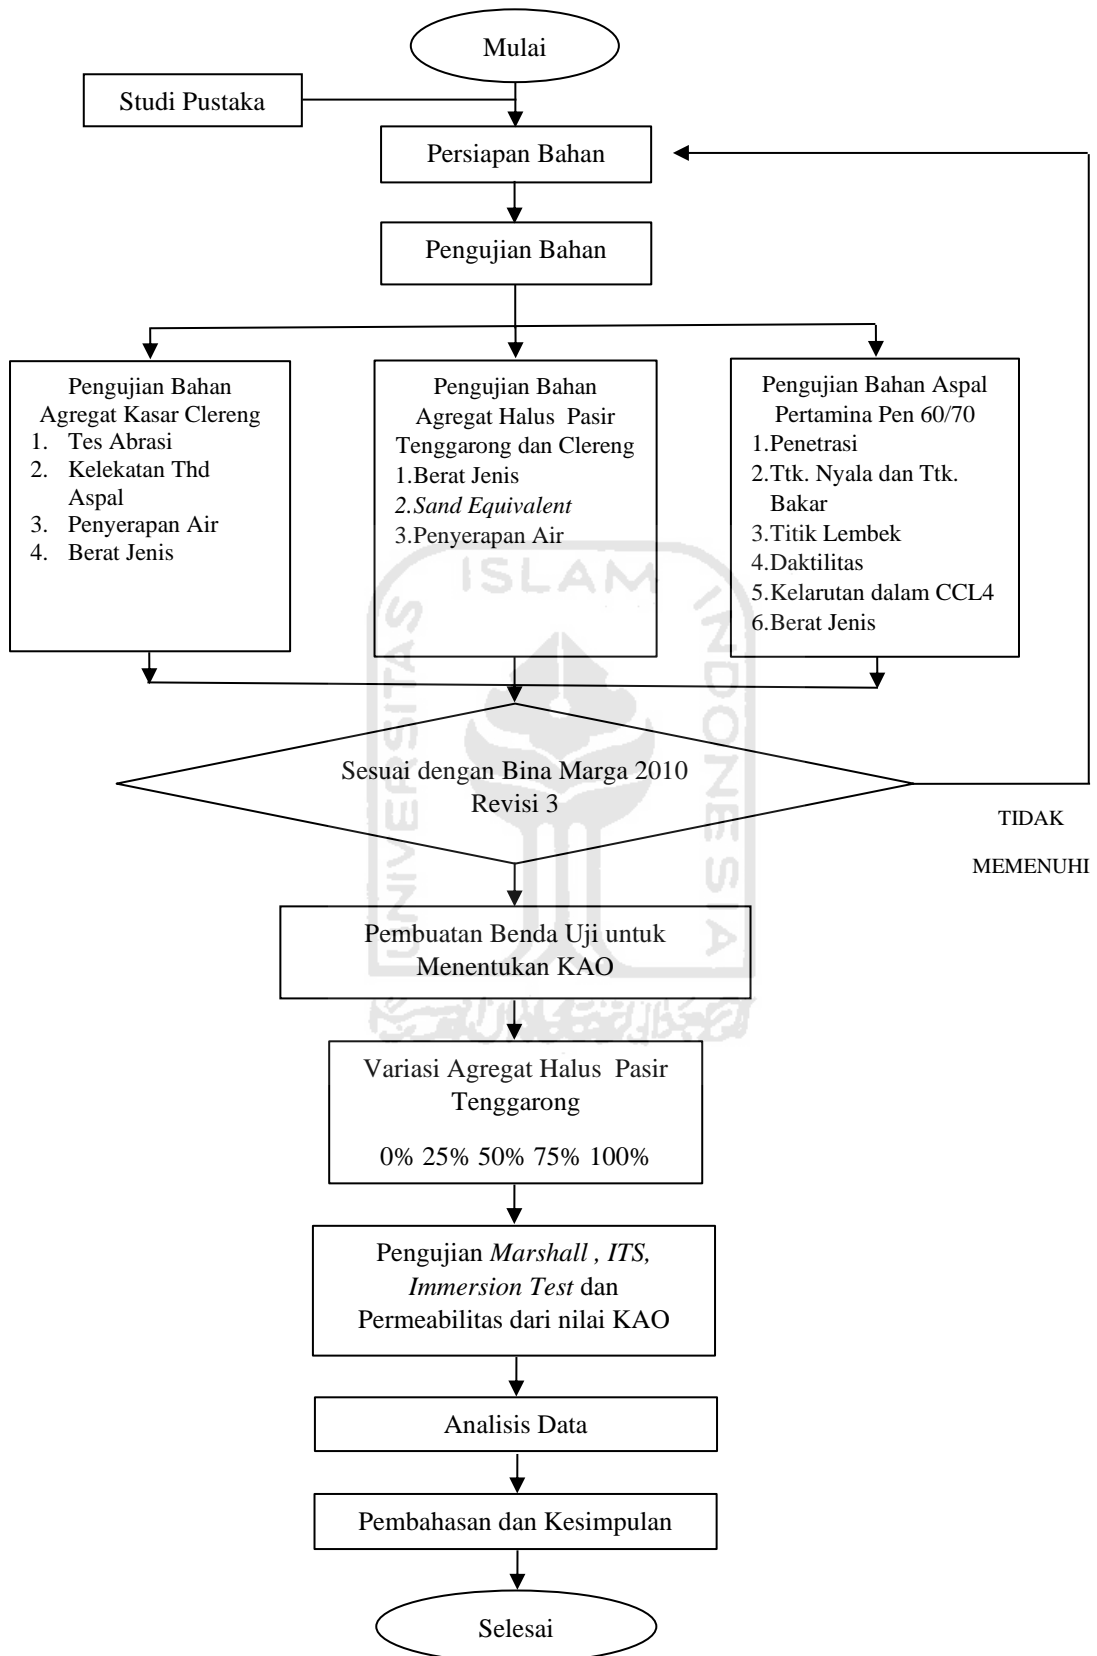 Mulai
Studi Pustaka
Persiapan Bahan
Pengujian Bahan
Pengujian Bahan
Agregat Kasar Clereng
1. Tes Abrasi
2. Kelekatan Thd
Aspal
3. Penyerapan Air
4. Berat Jenis
Pengujian Bahan
Agregat Halus Pasir
Tenggarong dan Clereng
1.Berat Jenis
2.Sand Equivalent
3.Penyerapan Air
Pengujian Bahan Aspal
Pertamina Pen 60/70
1.Penetrasi
2.Ttk. Nyala dan Ttk.
Bakar
3.Titik Lembek
4.Daktilitas
5.Kelarutan dalam CCL4
6.Berat Jenis
UNIVERSITAS
ISLAM
INDONESIA
Sesuai dengan Bina Marga 2010
Revisi 3
TIDAK
MEMENUHI
Pembuatan Benda Uji untuk
Menentukan KAO
Variasi Agregat Halus Pasir
Tenggarong
0% 25% 50% 75% 100%
Pengujian Marshall , ITS,
Immersion Test dan
Permeabilitas dari nilai KAO
Analisis Data
Pembahasan dan Kesimpulan
Selesai